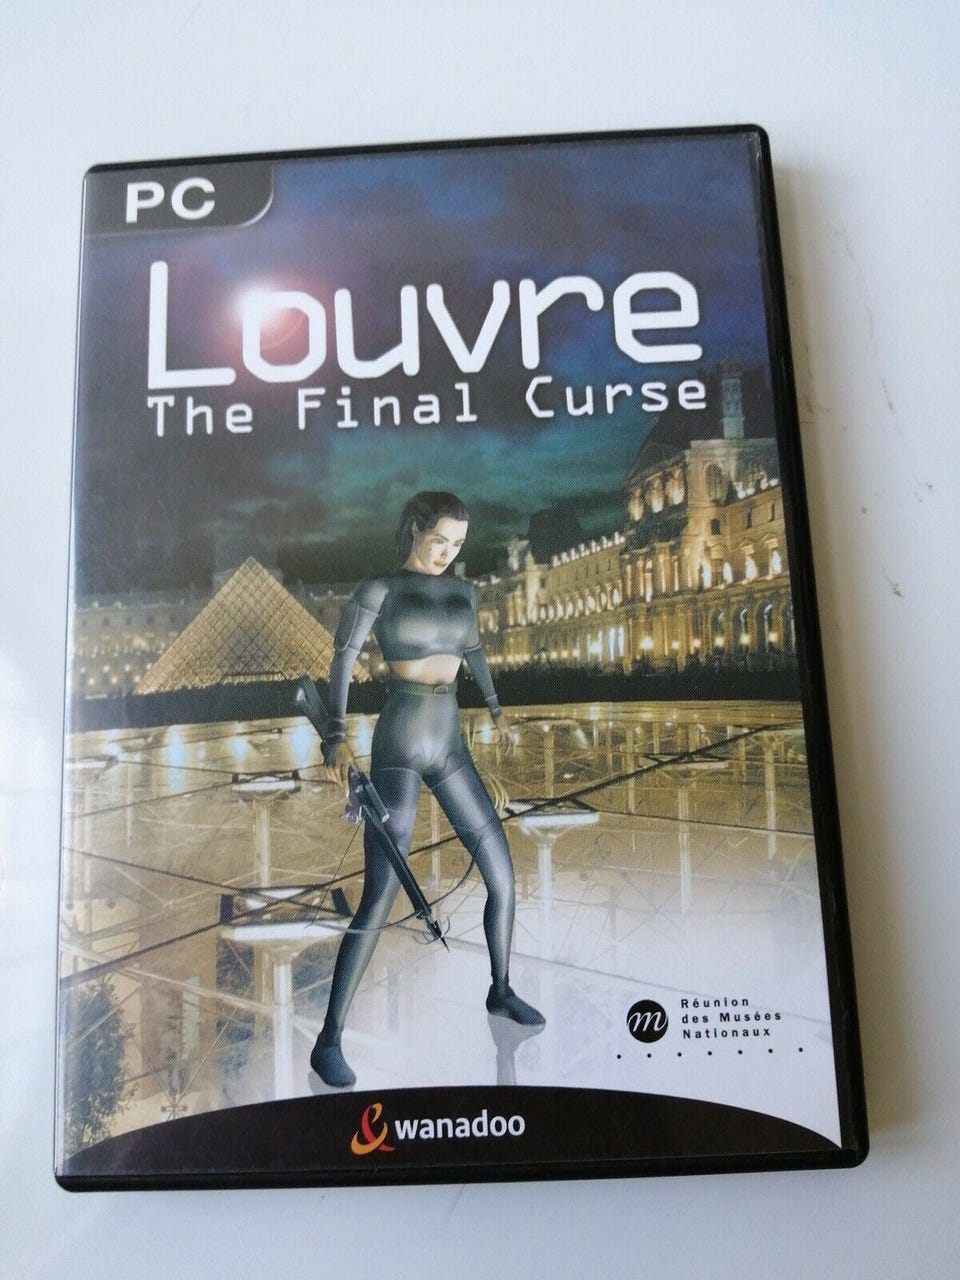 PC
Louvre
The Final Curse
m
Réunion
des Musées
Nationaux
wanadoo